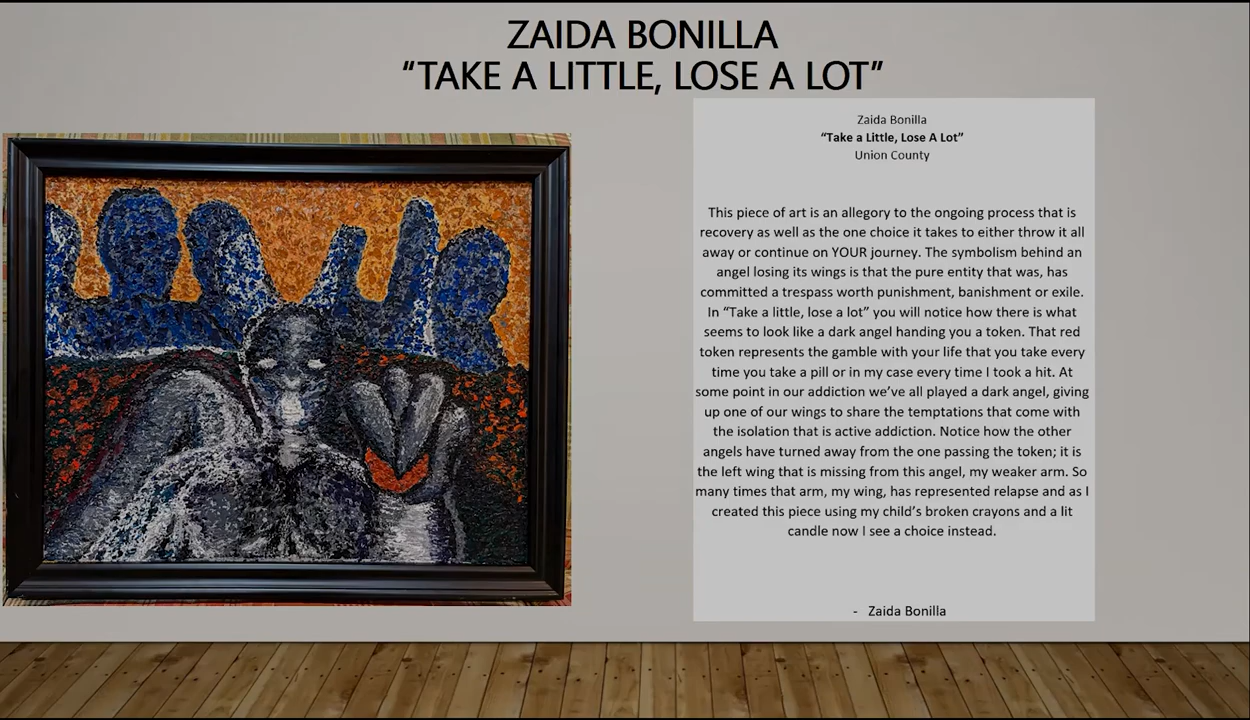 ZAIDA BONILLA
“TAKE A LITTLE, LOSE A LOT”
Zaida Bonilla
“Take a Little, Lose A Lot”
Union County
This piece of art is an allegory to the ongoing process that is
recovery as well as the one choice it takes to either throw it all
away or continue on YOUR journey. The symbolism behind an
angel losing its wings is that the pure entity that was, has
committed a trespass worth punishment, banishment or exile.
In “Take a little, lose a lot” you will notice how there is what
seems to look like a dark angel handing you a token. That red
token represents the gamble with your life that you take every
time you take a pill or in my case every time I took a hit. At
some point in our addiction we’ve all played a dark angel, giving
up one of our wings to share the temptations that come with
the isolation that is active addiction. Notice how the other
angels have turned away from the one passing the token; it is
the left wing that is missing from this angel, my weaker arm. So
many times that arm, my wing, has represented relapse and as I
created this piece using my child’s broken crayons and a lit
candle now I see a choice instead.
- Zaida Bonilla